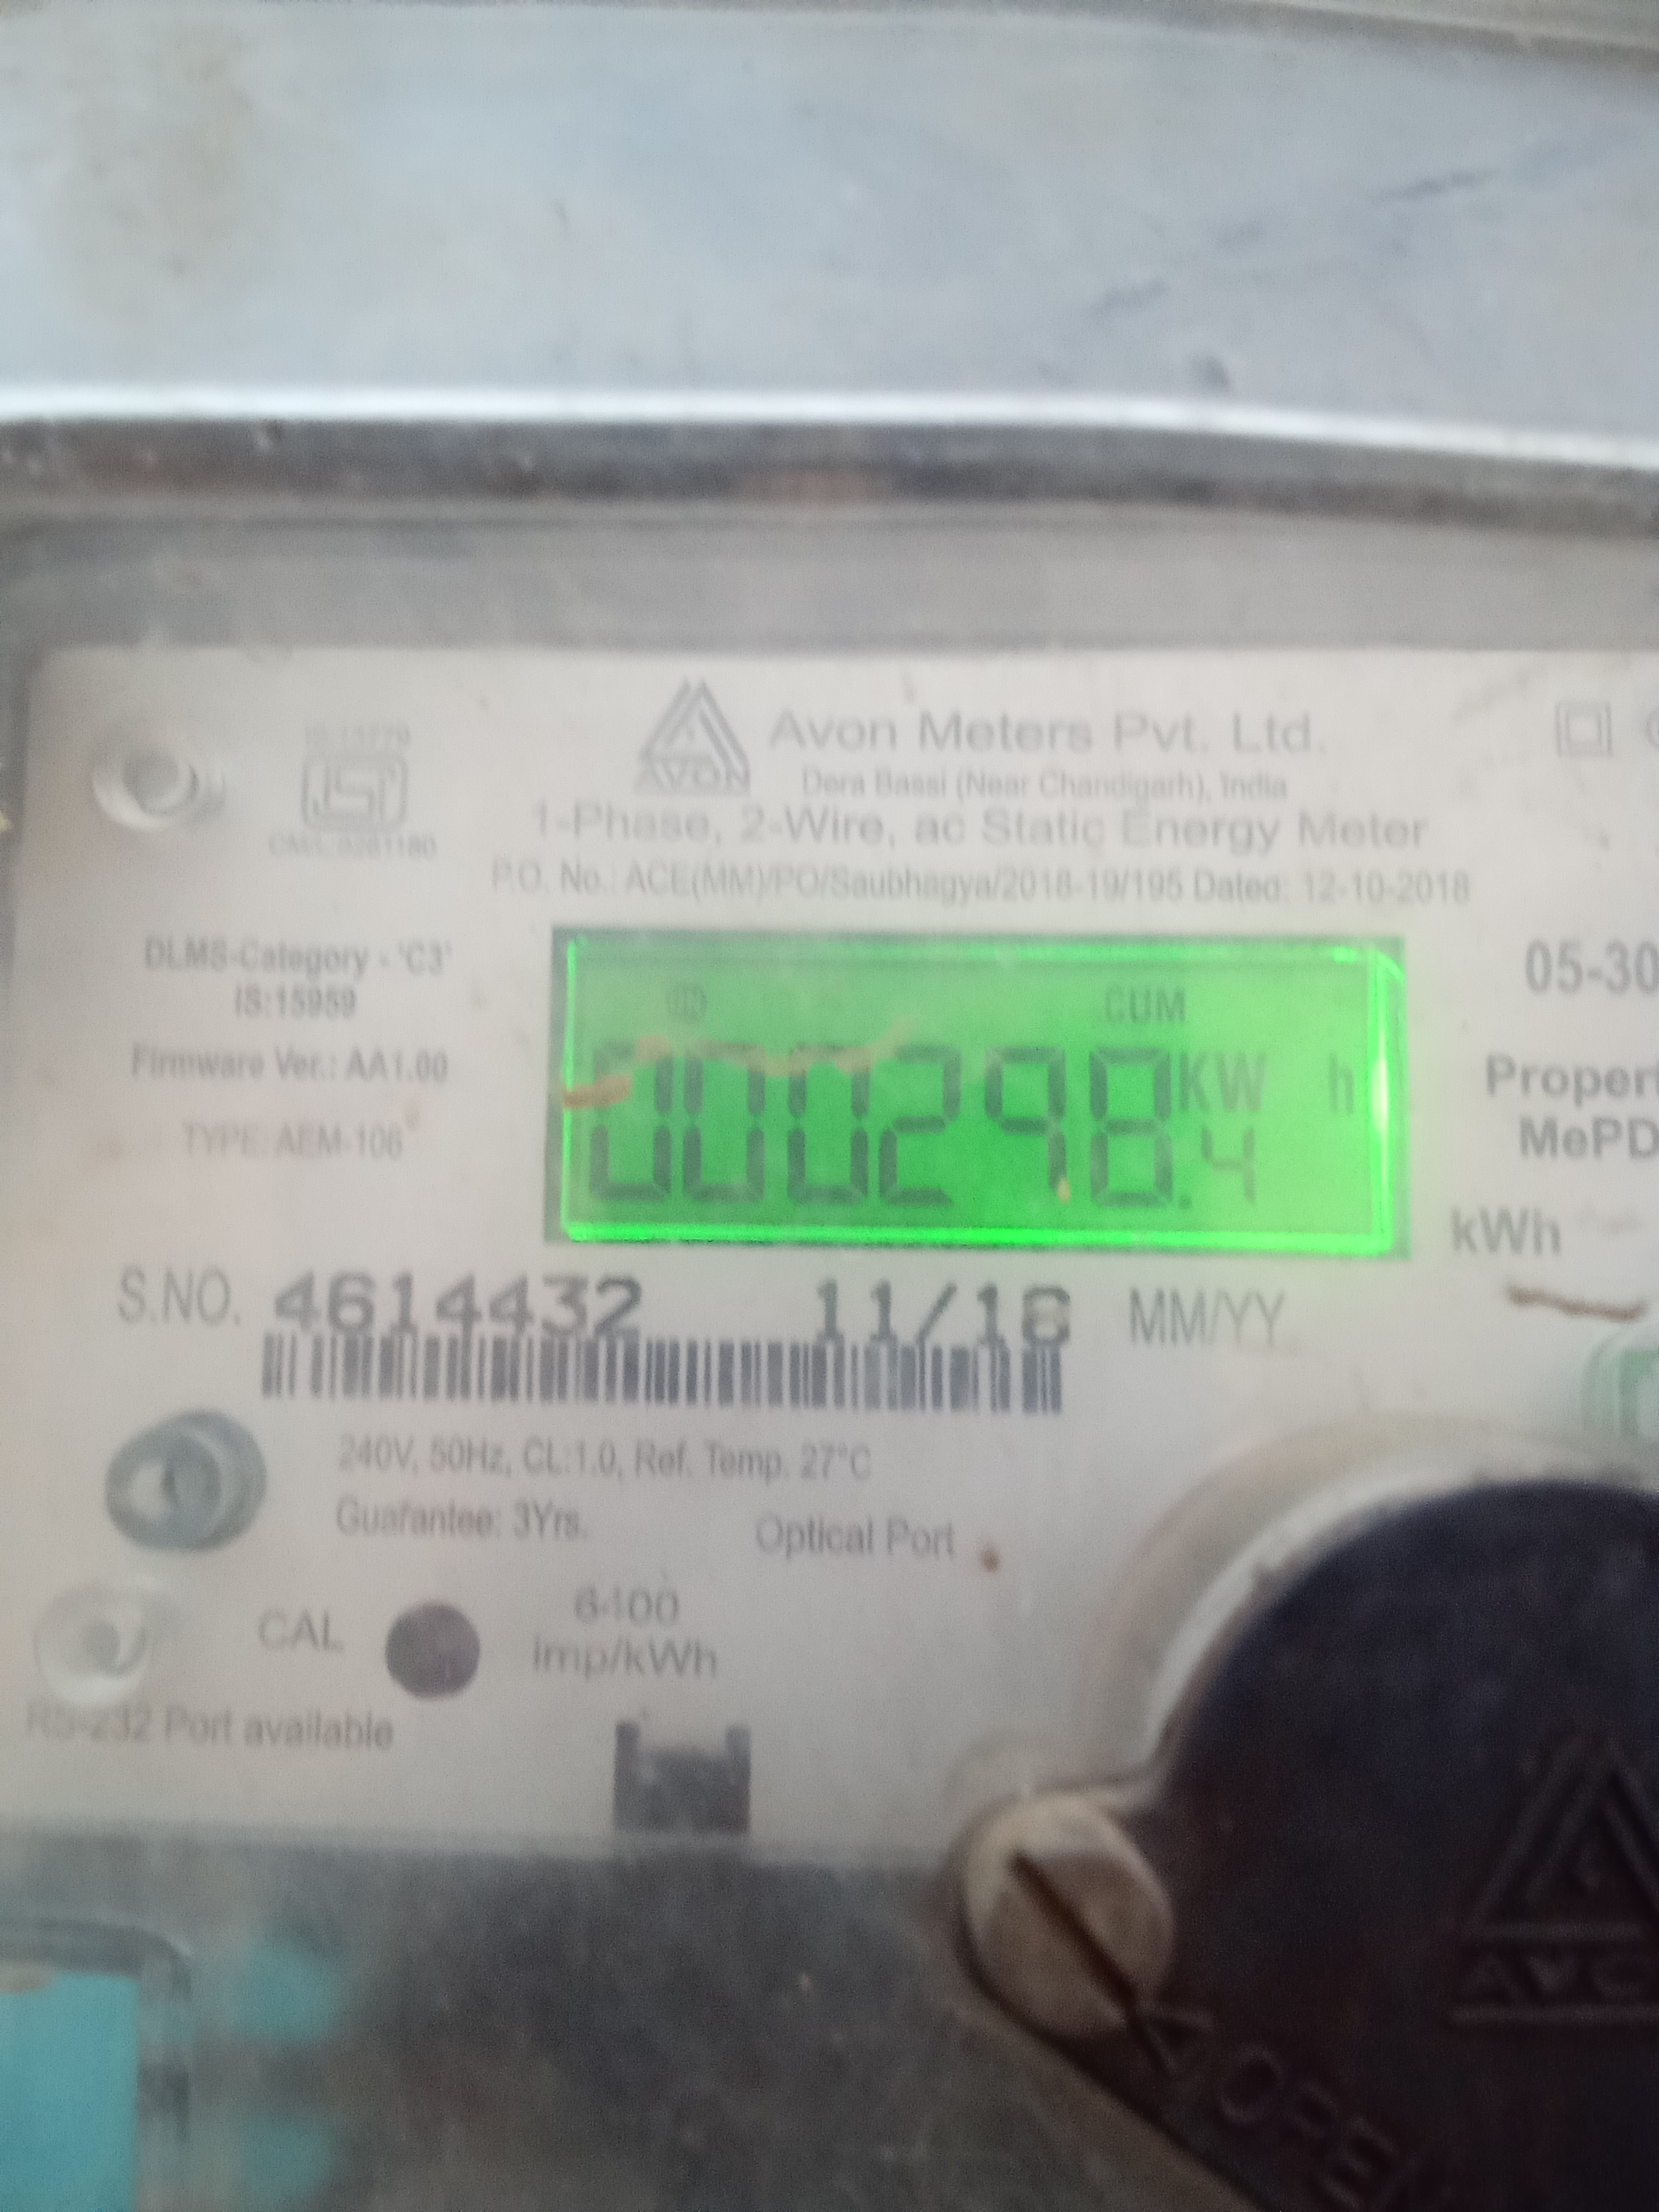 IS:13779
AVON
Avon Meters Pvt. Ltd.
Dera Bassi (Near Chandigarh), India
1-Phase, 2-Wire, ac Static Energy Meter
P.O. No.: ACE(MM)/PO/Saubhagya/2018-19/195 Dated: 12-10-2018
DLMS-Category - 'C3'
IS:15959
Firmware Ver.: AA1.00
TYPE: AEM-106
CUM
000298.4 KW h
05-30
Propert
MePD
kWh
S.NO. 4614432 11/18 MM/YY
240V, 50Hz, CL:1.0, Ref. Temp. 27°C
Guarantee: 3Yrs.
Optical Port
CAL
6400
imp/kWh
RS-232 Port available